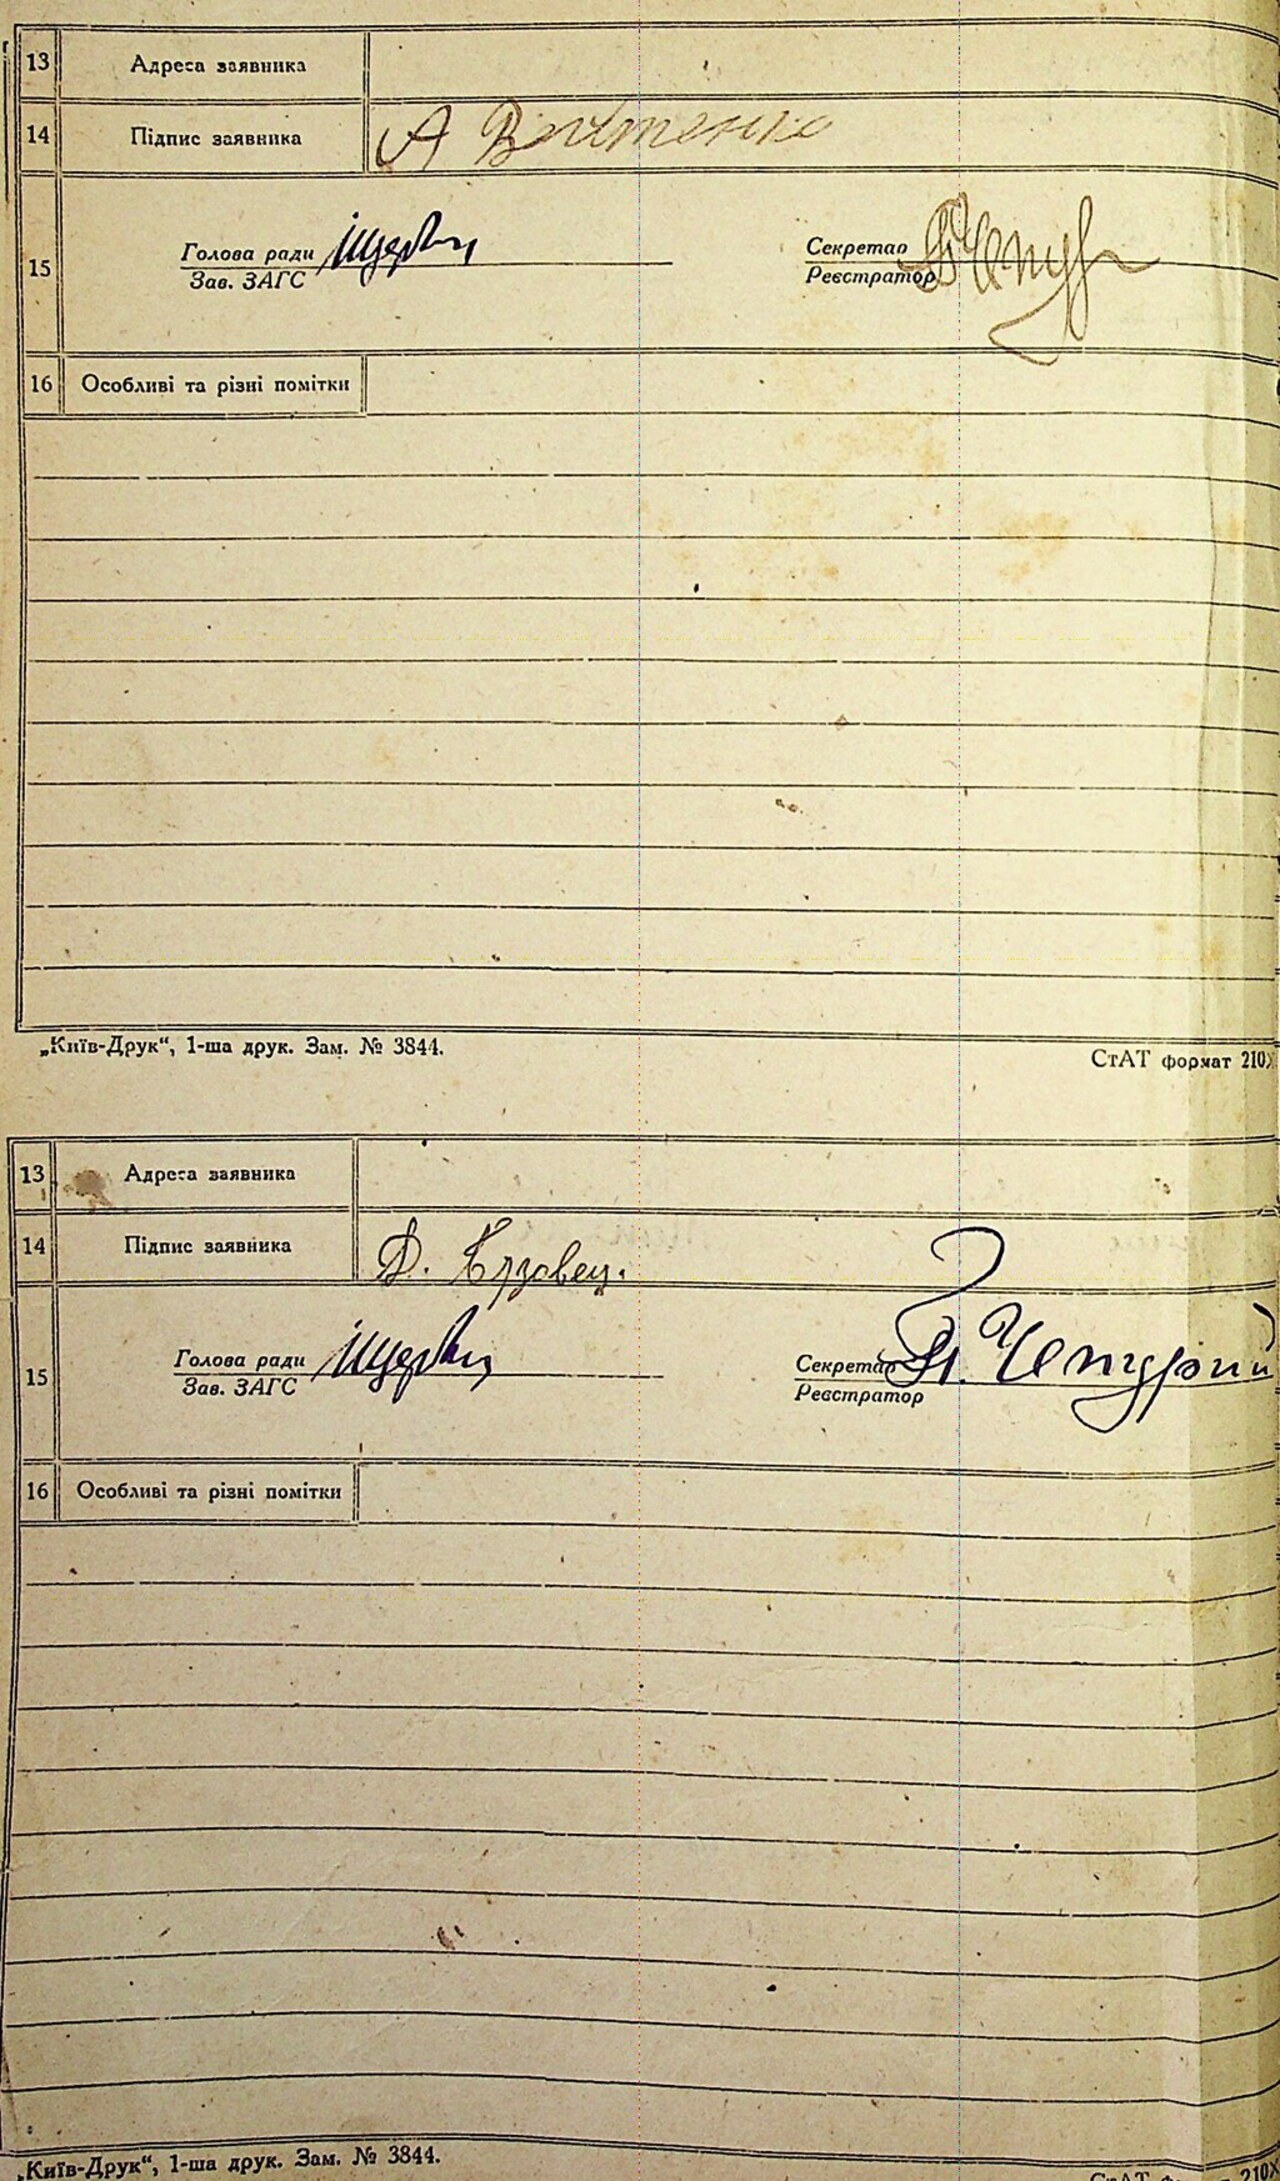 13 Адреса заявника
14 Підпис заявника А Вітенко
15 Голова ради
Зав. ЗАГС
Секретар
Реєстратор
16 Особливі та різні помітки
„Київ-Друк“, 1-ша друк. Зам. № 3844.
СтАТ формат 210×
13 Адреса заявника
14 Підпис заявника Д.
15 Голова ради
Зав. ЗАГС
Секретар
Реєстратор
16 Особливі та різні помітки
„Київ-Друк“, 1-ша друк. Зам. № 3844.
210×